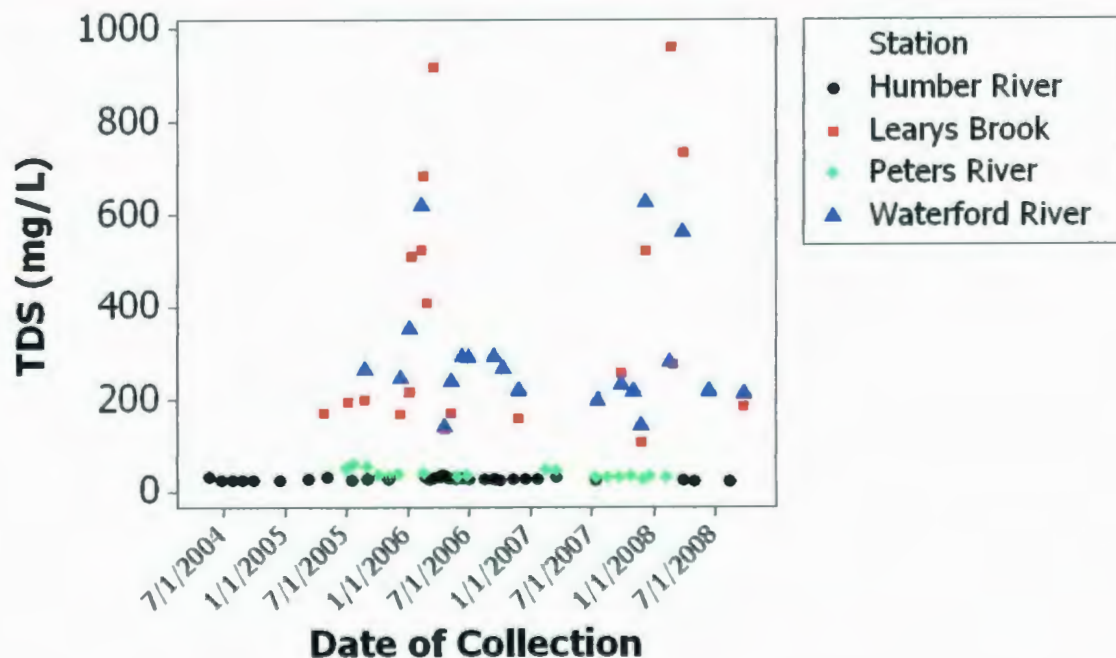 1000
800
600
400
200
0
TDS (mg/L)
7/1/2004
1/1/2005
7/1/2005
1/1/2006
7/1/2006
1/1/2007
7/1/2007
1/1/2008
7/1/2008
Date of Collection
Station
Humber River
Learys Brook
Peters River
Waterford River